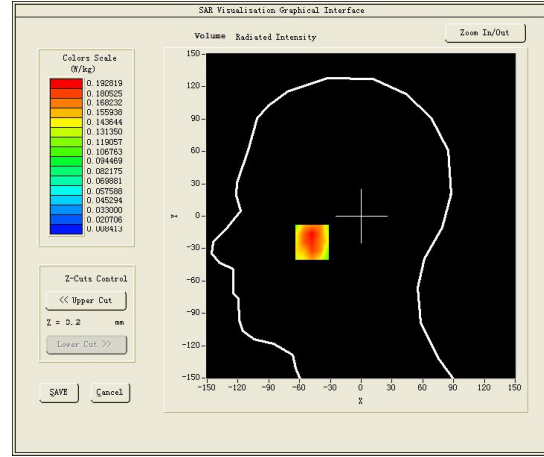 SAR Visualisation Graphical Interface
Volume Radiated Intensity
Zoom In/Out
Colors Scale
(W/kg)
0.192819
0.180525
0.168232
0.155938
0.143644
0.131350
0.119057
0.106763
0.094469
0.082175
0.069881
0.057588
0.045294
0.033000
0.020706
0.008413
Z-Cuts Control
<< Upper Cut
Z = 3.2 mm
Lower Cut >>
SAVE
Cancel
150
120
90
60
30
0
-30
-60
-90
-120
-150
Y
-150 -120 -90 -60 -30 0 30 60 90 120 150
X